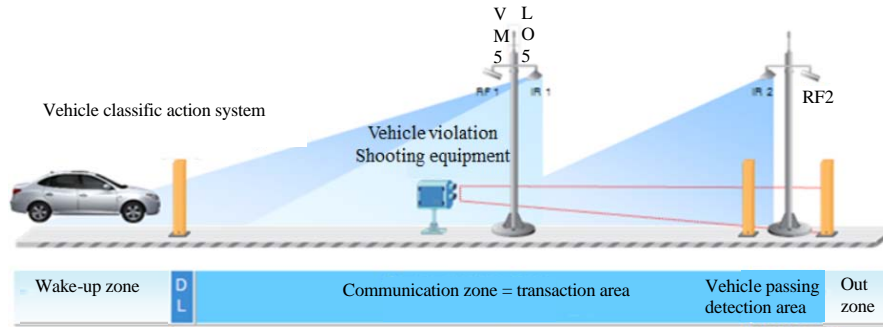 V L
M O
5 5
RF 1 IR 1
IR 2
RF2
Vehicle classific action system
Vehicle violation
Shooting equipment
Wake-up zone
D
L
Communication zone = transaction area
Vehicle passing
detection area
Out
zone